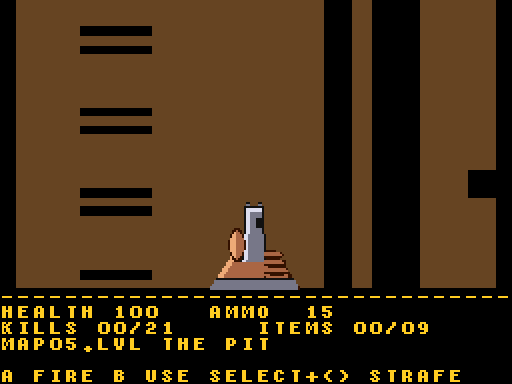 HEALTH 100 AMMO 15
KILLS 00/21 ITEMS 00/09
MAP05.LVL THE PIT
A FIRE B USE SELECT+<> STRAFE